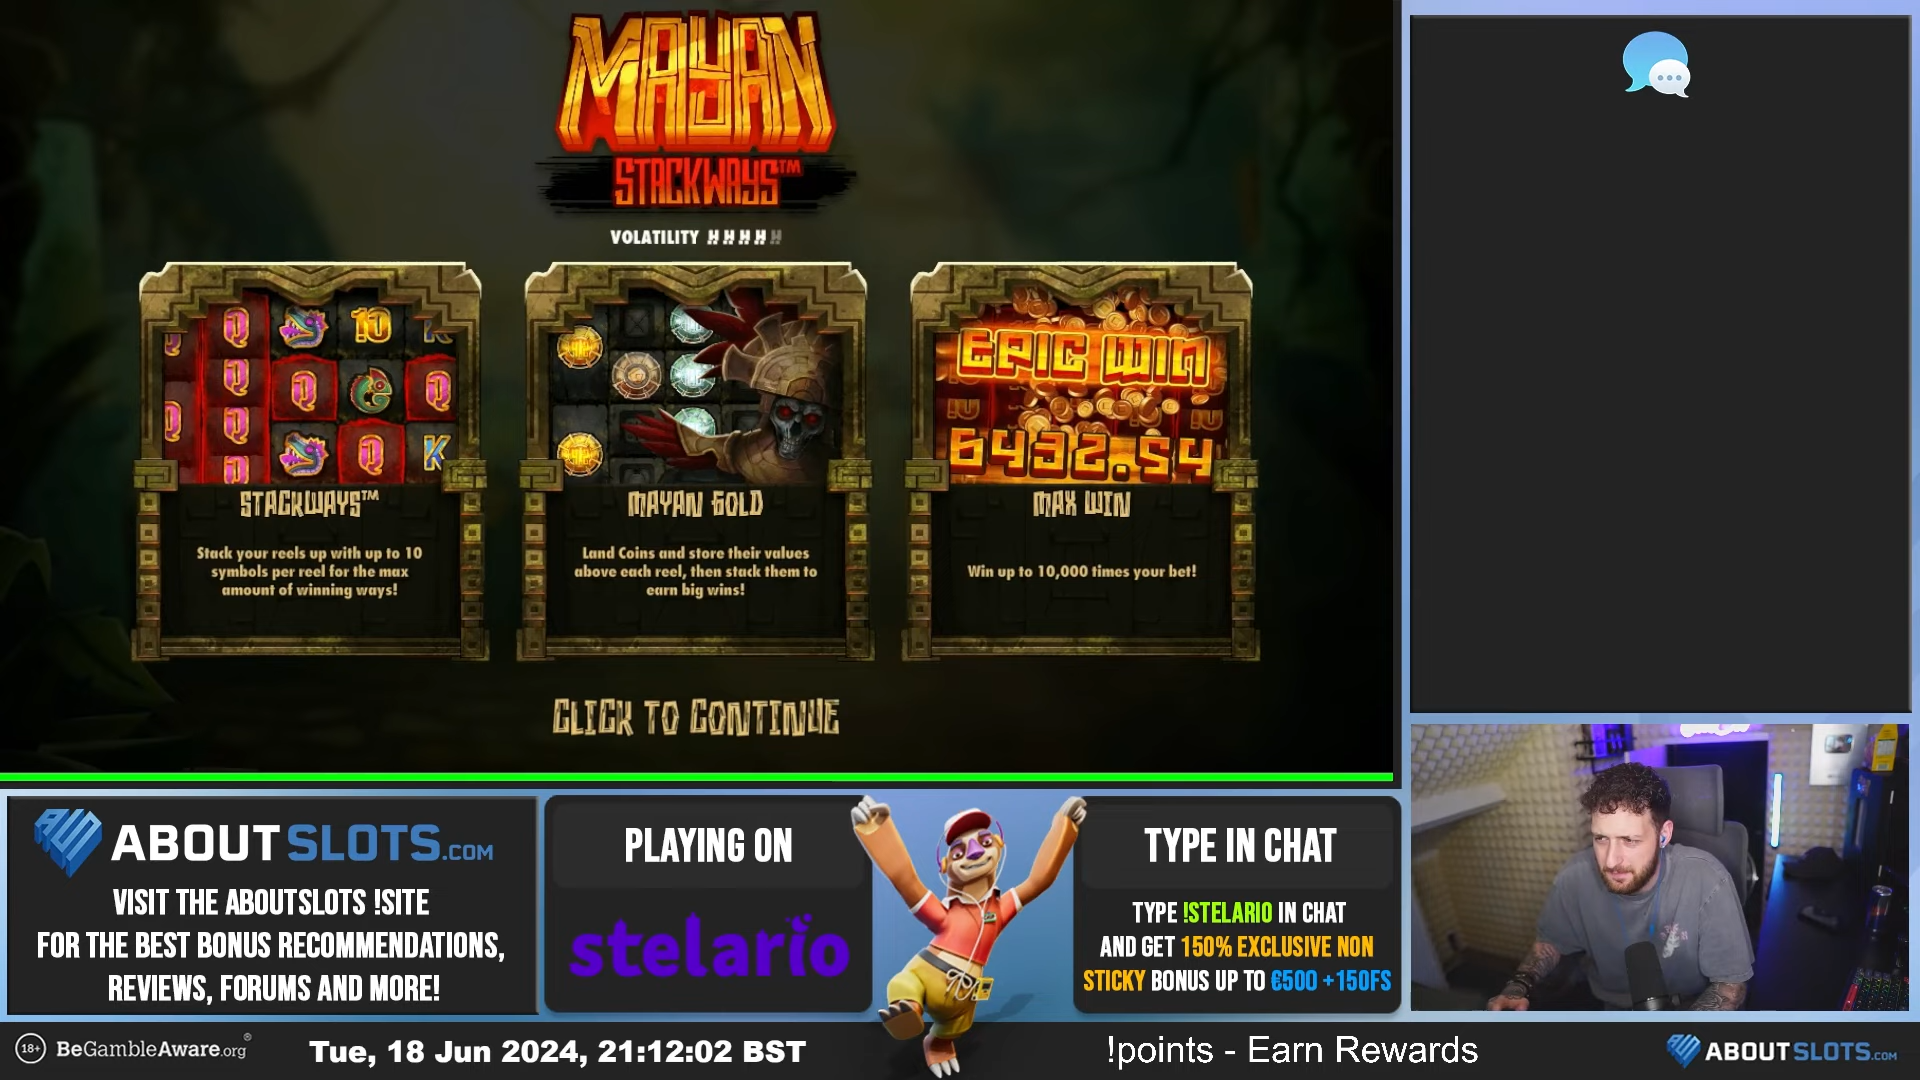 MAYAN
STACKWAYS™
VOLATILITY
Q Q 10 K
Q Q Q Q
Q Q Q K
EPIC WIN
10 10
6432.54
STACKWAYS™
Stack your reels up with up to 10
symbols per reel for the max
amount of winning ways!
MAYAN GOLD
Land Coins and store their values
above each reel, then stack them to
earn big wins!
MAX WIN
Win up to 10,000 times your bet!
CLICK TO CONTINUE
ABOUTSLOTS.COM
VISIT THE ABOUTSLOTS !SITE
FOR THE BEST BONUS RECOMMENDATIONS,
REVIEWS, FORUMS AND MORE!
PLAYING ON
stelario
TYPE IN CHAT
TYPE !STELARIO IN CHAT
AND GET 150% EXCLUSIVE NON
STICKY BONUS UP TO €500 +150FS
18+ BeGambleAware.org®
Tue, 18 Jun 2024, 21:12:02 BST
!points - Earn Rewards
ABOUTSLOTS.COM